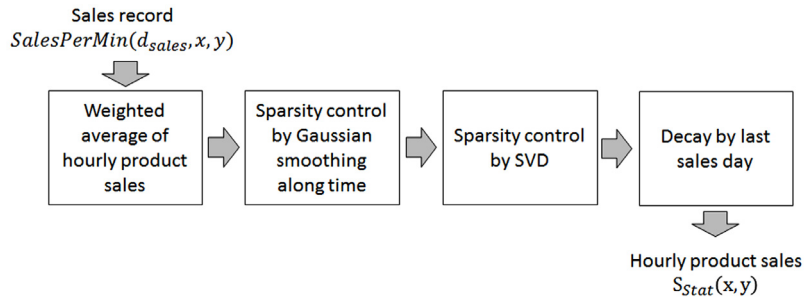 Sales record
SalesPerMin(d_sales, x, y)
Weighted
average of
hourly product
sales
Sparsity control
by Gaussian
smoothing
along time
Sparsity control
by SVD
Decay by last
sales day
Hourly product sales
S_Stat(x,y)